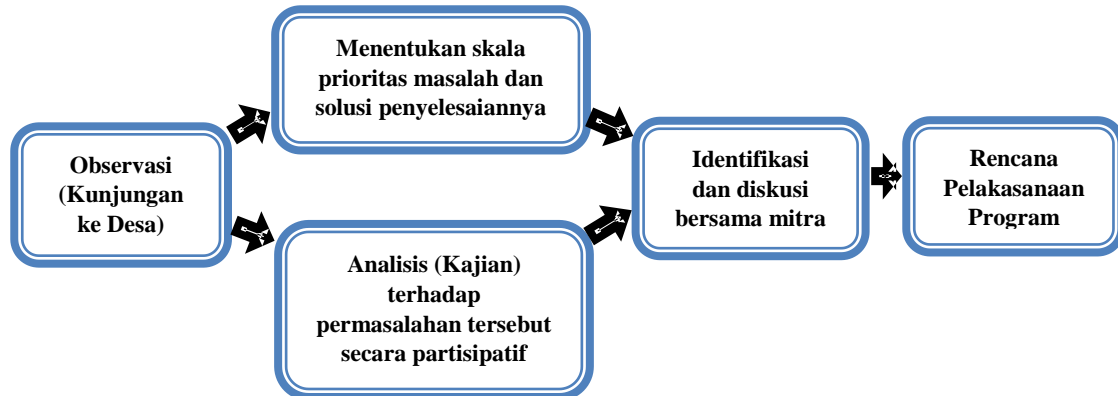 Observasi
(Kunjungan
ke Desa)
Menentukan skala
prioritas masalah dan
solusi penyelesaiannya
Analisis (Kajian)
terhadap
permasalahan tersebut
secara partisipatif
Identifikasi
dan diskusi
bersama mitra
Rencana
Pelakasanaan
Program